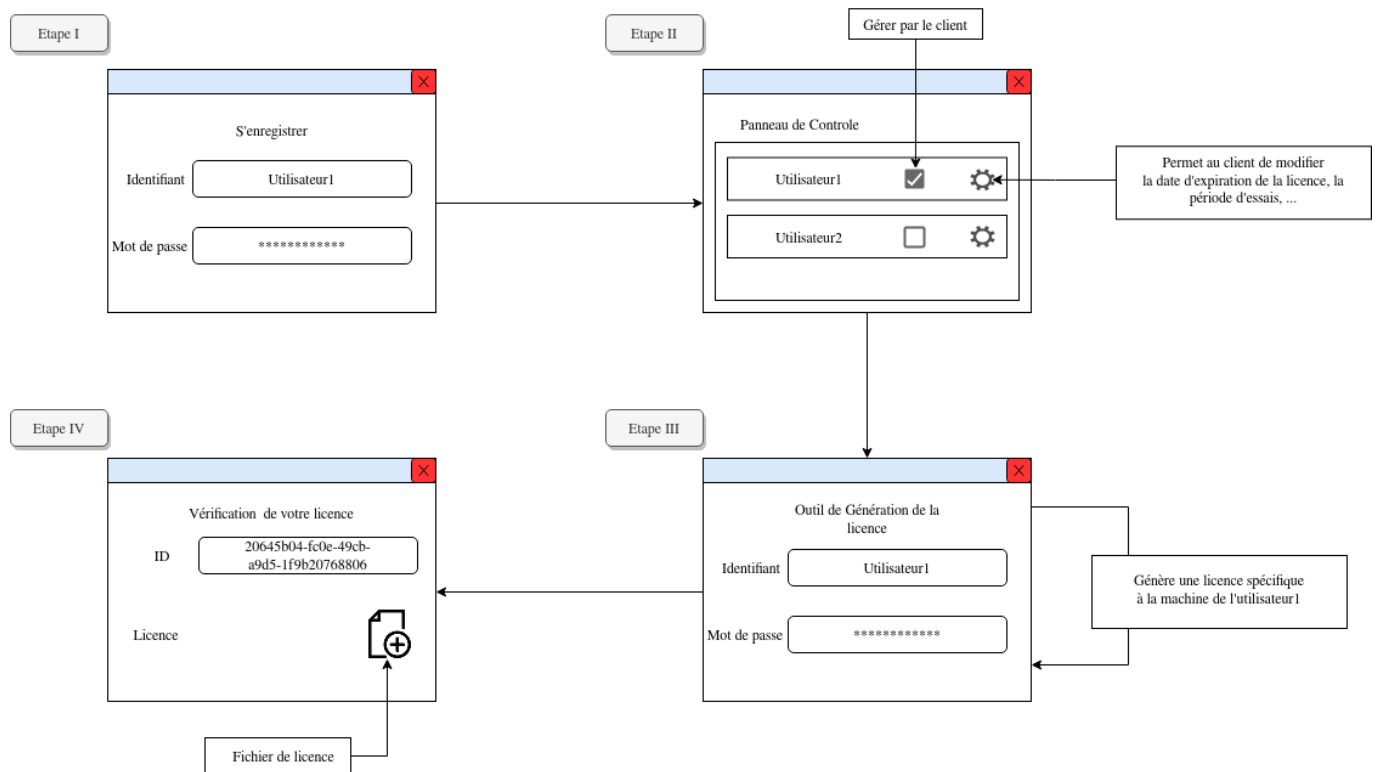 Etape I
S'enregistrer
Identifiant
Utilisateur1
Mot de passe
************
Etape II
Gérer par le client
Panneau de Controle
Utilisateur1
Utilisateur2
Permet au client de modifier
la date d'expiration de la licence, la
période d'essais, ...
Etape IV
Vérification de votre licence
ID
20645b04-fc0e-49cb-
a9d5-1f9b20768806
Licence
Fichier de licence
Etape III
Outil de Génération de la
licence
Identifiant
Utilisateur1
Mot de passe
************
Génère une licence spécifique
à la machine de l'utilisateur1